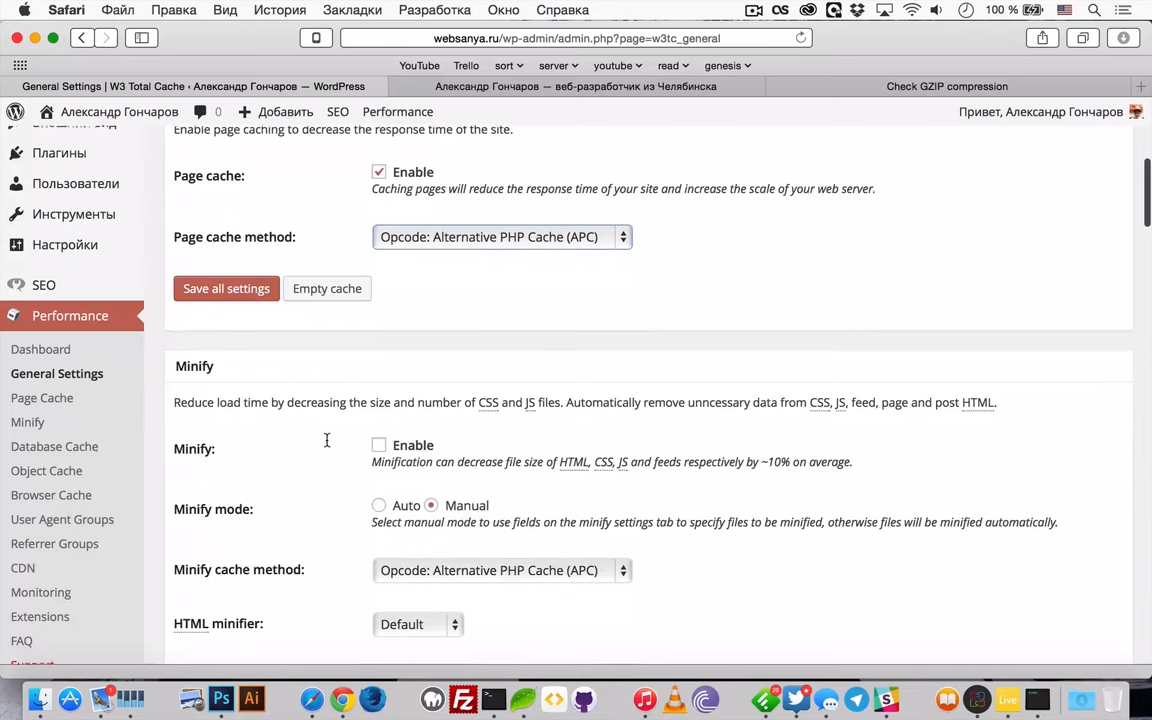 Safari Файл Правка Вид История Закладки Разработка Окно Справка 100 %
websanya.ru/wp-admin/admin.php?page=w3tc_general
YouTube Trello sort server youtube read genesis
General Settings | W3 Total Cache ‹ Александр Гончаров — WordPress
Александр Гончаров — веб-разработчик из Челябинска
Check GZIP compression
Александр Гончаров 0 + Добавить SEO Performance Привет, Александр Гончаров
Плагины
Пользователи
Инструменты
Настройки
SEO
Performance
Dashboard
General Settings
Page Cache
Minify
Database Cache
Object Cache
Browser Cache
User Agent Groups
Referrer Groups
CDN
Monitoring
Extensions
FAQ
Enable page caching to decrease the response time of the site.
Page cache: Enable
Caching pages will reduce the response time of your site and increase the scale of your web server.
Page cache method: Opcode: Alternative PHP Cache (APC)
Save all settings Empty cache
Minify
Reduce load time by decreasing the size and number of CSS and JS files. Automatically remove unncessary data from CSS, JS, feed, page and post HTML.
Minify: Enable
Minification can decrease file size of HTML, CSS, JS and feeds respectively by ~10% on average.
Minify mode: Auto Manual
Select manual mode to use fields on the minify settings tab to specify files to be minified, otherwise files will be minified automatically.
Minify cache method: Opcode: Alternative PHP Cache (APC)
HTML minifier: Default
Ps Ai Fz Live